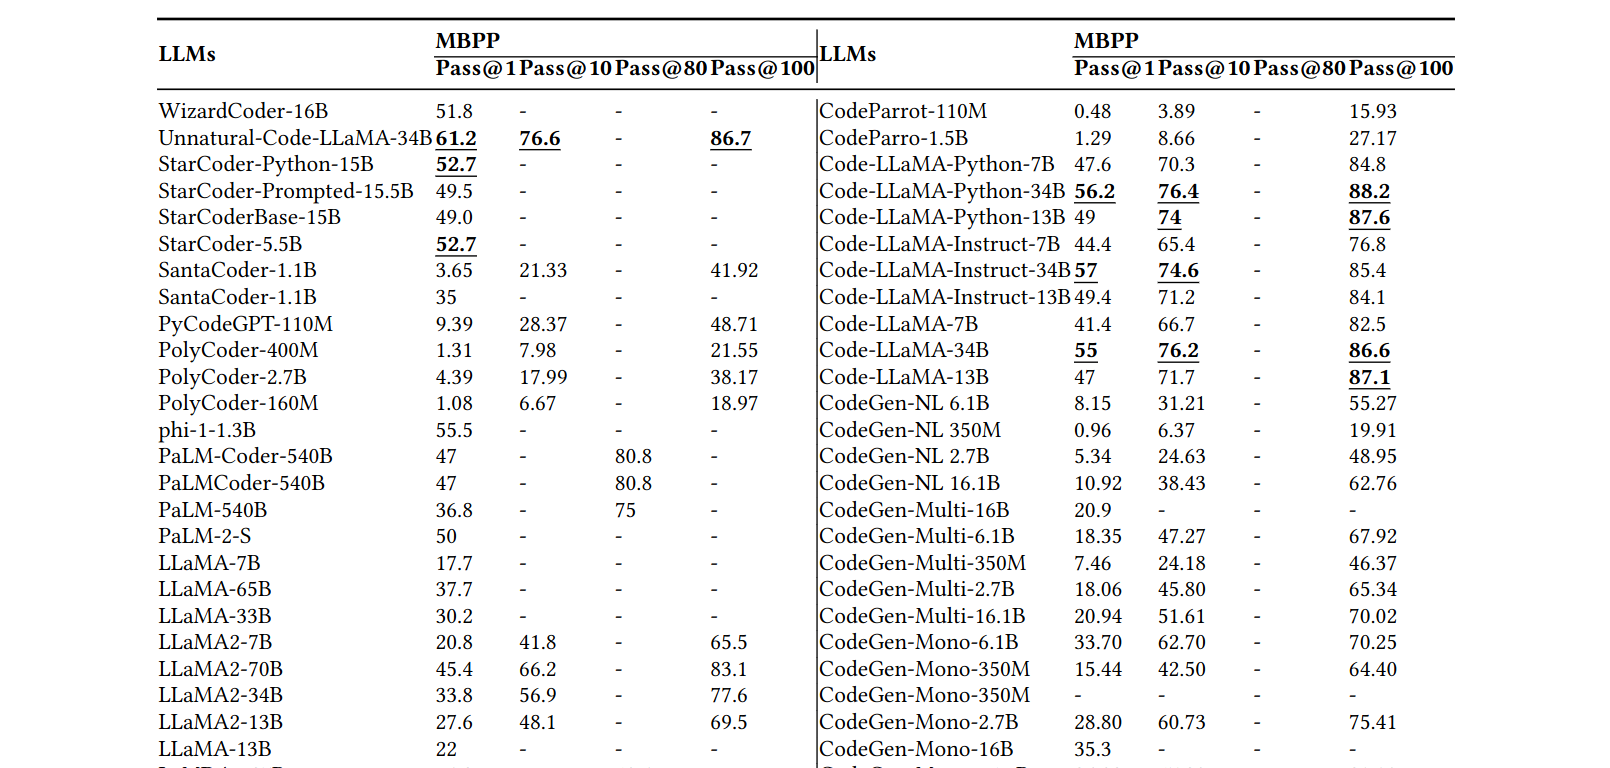 LLMs MBPP LLMs MBPP
Pass@1 Pass@10 Pass@80 Pass@100 Pass@1 Pass@10 Pass@80 Pass@100
WizardCoder-16B 51.8 - - - CodeParrot-110M 0.48 3.89 - 15.93
Unnatural-Code-LLaMA-34B 61.2 76.6 - 86.7 CodeParro-1.5B 1.29 8.66 - 27.17
StarCoder-Python-15B 52.7 - - - Code-LLaMA-Python-7B 47.6 70.3 - 84.8
StarCoder-Prompted-15.5B 49.5 - - - Code-LLaMA-Python-34B 56.2 76.4 - 88.2
StarCoderBase-15B 49.0 - - - Code-LLaMA-Python-13B 49 74 - 87.6
StarCoder-5.5B 52.7 - - - Code-LLaMA-Instruct-7B 44.4 65.4 - 76.8
SantaCoder-1.1B 3.65 21.33 - 41.92 Code-LLaMA-Instruct-34B 57 74.6 - 85.4
SantaCoder-1.1B 35 - - - Code-LLaMA-Instruct-13B 49.4 71.2 - 84.1
PyCodeGPT-110M 9.39 28.37 - 48.71 Code-LLaMA-7B 41.4 66.7 - 82.5
PolyCoder-400M 1.31 7.98 - 21.55 Code-LLaMA-34B 55 76.2 - 86.6
PolyCoder-2.7B 4.39 17.99 - 38.17 Code-LLaMA-13B 47 71.7 - 87.1
PolyCoder-160M 1.08 6.67 - 18.97 CodeGen-NL 6.1B 8.15 31.21 - 55.27
phi-1-1.3B 55.5 - - - CodeGen-NL 350M 0.96 6.37 - 19.91
PaLM-Coder-540B 47 - 80.8 - CodeGen-NL 2.7B 5.34 24.63 - 48.95
PaLMCoder-540B 47 - 80.8 - CodeGen-NL 16.1B 10.92 38.43 - 62.76
PaLM-540B 36.8 - 75 - CodeGen-Multi-16B 20.9 - - -
PaLM-2-S 50 - - - CodeGen-Multi-6.1B 18.35 47.27 - 67.92
LLaMA-7B 17.7 - - - CodeGen-Multi-350M 7.46 24.18 - 46.37
LLaMA-65B 37.7 - - - CodeGen-Multi-2.7B 18.06 45.80 - 65.34
LLaMA-33B 30.2 - - - CodeGen-Multi-16.1B 20.94 51.61 - 70.02
LLaMA2-7B 20.8 41.8 - 65.5 CodeGen-Mono-6.1B 33.70 62.70 - 70.25
LLaMA2-70B 45.4 66.2 - 83.1 CodeGen-Mono-350M 15.44 42.50 - 64.40
LLaMA2-34B 33.8 56.9 - 77.6 CodeGen-Mono-350M - - - -
LLaMA2-13B 27.6 48.1 - 69.5 CodeGen-Mono-2.7B 28.80 60.73 - 75.41
LLaMA-13B 22 - - - CodeGen-Mono-16B 35.3 - - -